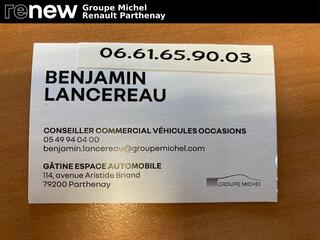 renew
Groupe Michel
Renault Parthenay
06.61.65.90.03
BENJAMIN
LANCEREAU
CONSEILLER COMMERCIAL VÉHICULES OCCASIONS
05 49 94 04 00
benjamin.lancereau@groupemichel.com
GÂTINE ESPACE AUTOMOBILE
114, avenue Aristide Briand
79200 Parthenay
GROUPE MICHEL